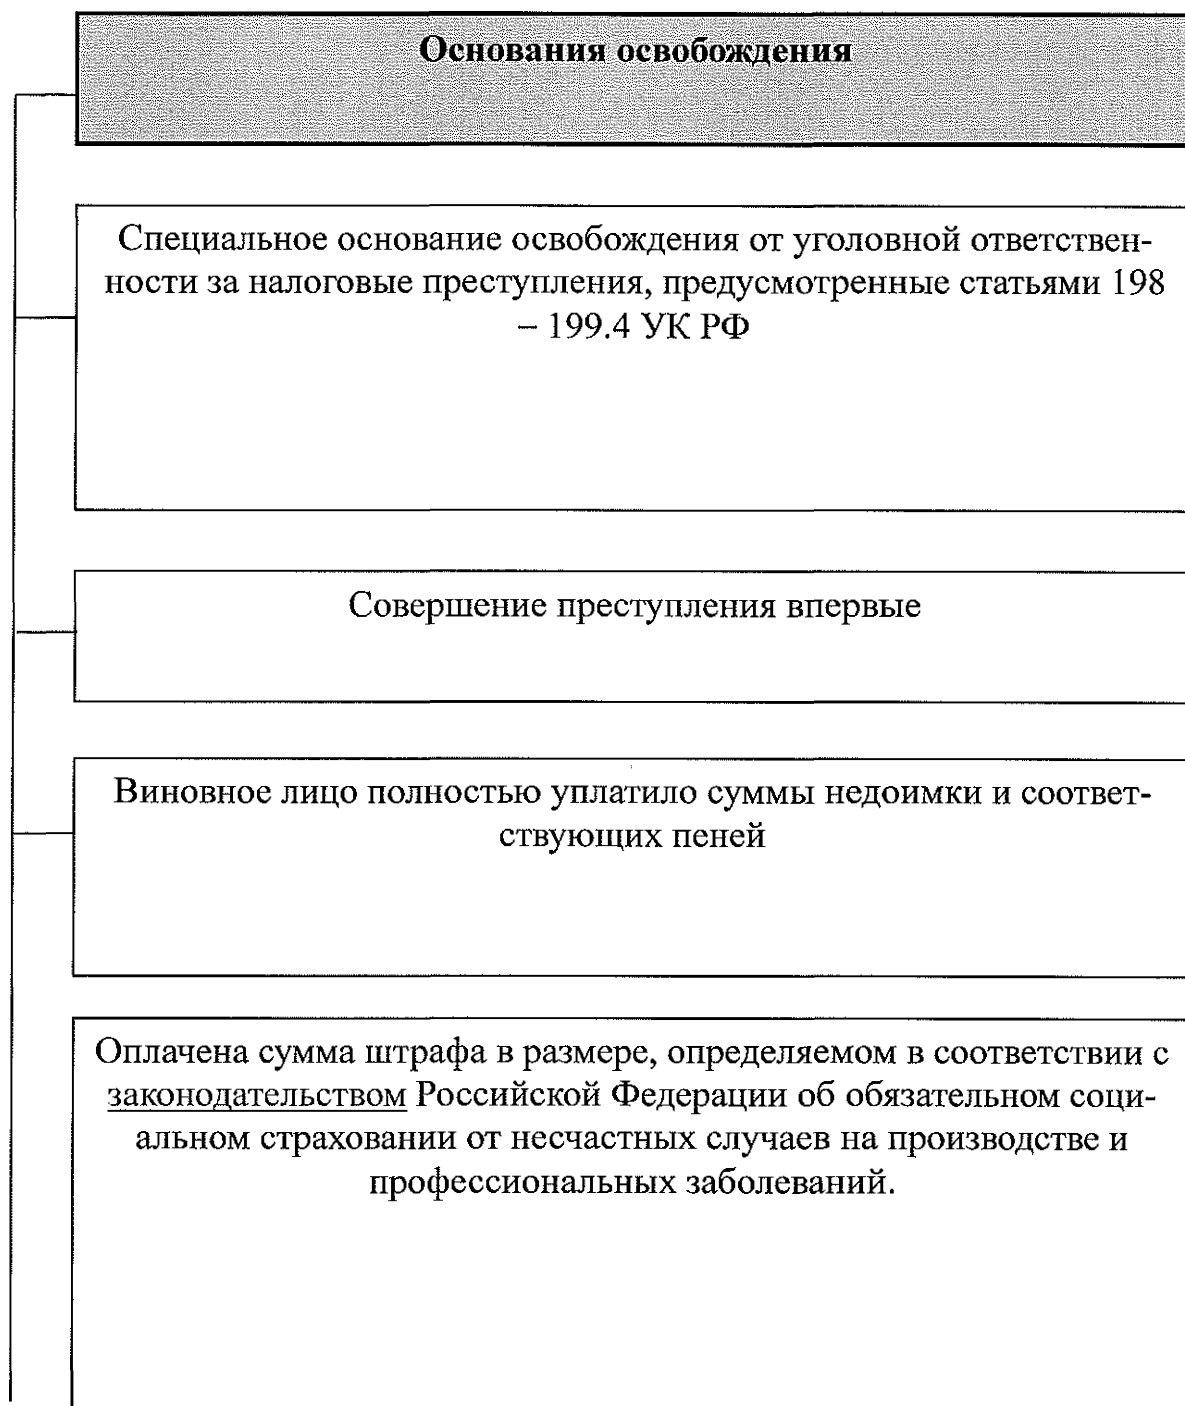 Основания освобождения
Специальное основание освобождения от уголовной ответствен-
ности за налоговые преступления, предусмотренные статьями 198
– 199.4 УК РФ
Совершение преступления впервые
Виновное лицо полностью уплатило суммы недоимки и соответ-
ствующих пеней
Оплачена сумма штрафа в размере, определяемом в соответствии с
законодательством Российской Федерации об обязательном соци-
альном страховании от несчастных случаев на производстве и
профессиональных заболеваний.